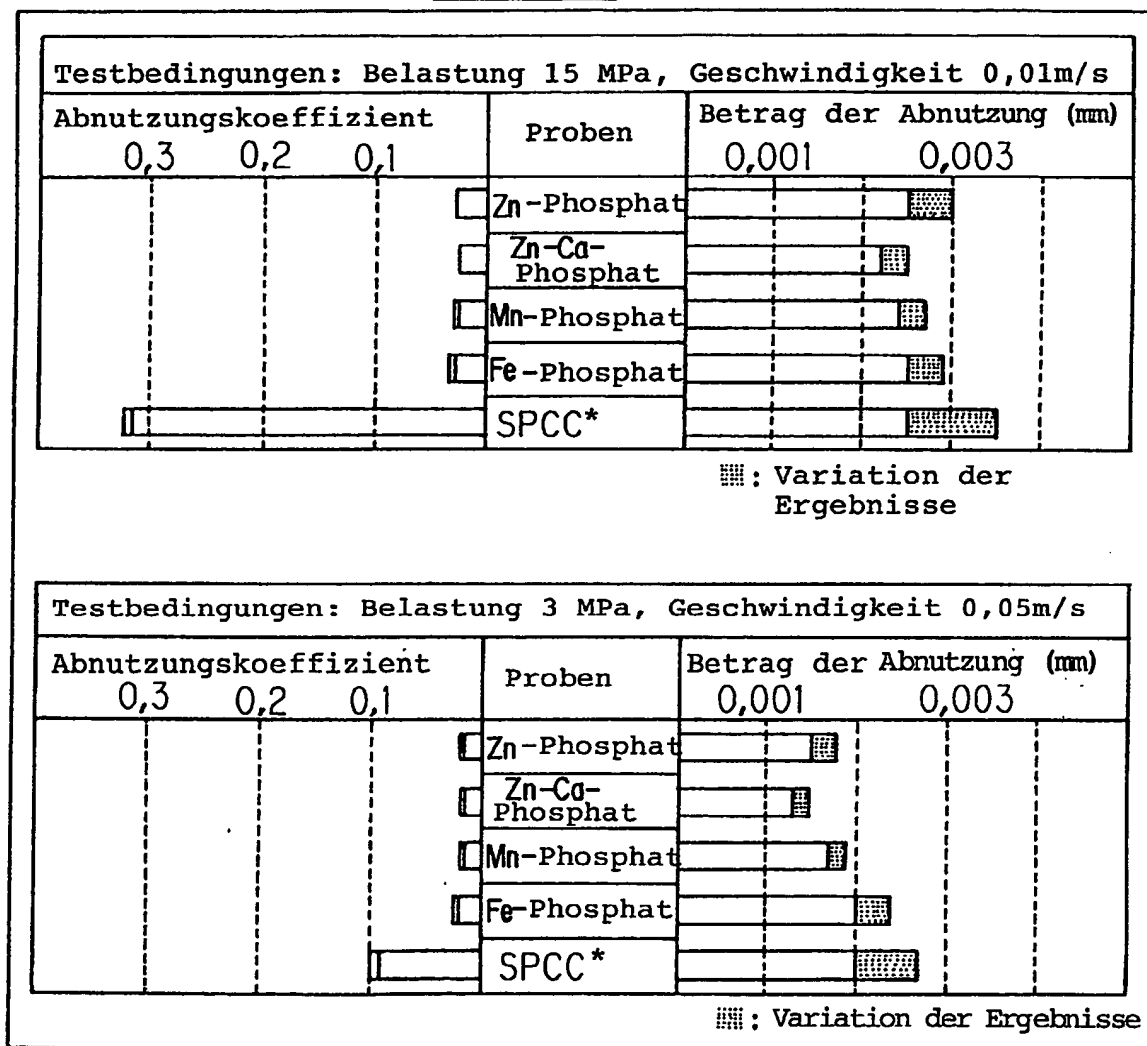 Testbedingungen: Belastung 15 MPa, Geschwindigkeit 0,01m/s
Abnutzungskoeffizient
0,3 0,2 0,1
Proben
Betrag der Abnutzung (mm)
0,001 0,003
Zn-Phosphat
Zn-Ca-
Phosphat
Mn-Phosphat
Fe-Phosphat
SPCC*
: Variation der
Ergebnisse
Testbedingungen: Belastung 3 MPa, Geschwindigkeit 0,05m/s
Abnutzungskoeffizient
0,3 0,2 0,1
Proben
Betrag der Abnutzung (mm)
0,001 0,003
Zn-Phosphat
Zn-Ca-
Phosphat
Mn-Phosphat
Fe-Phosphat
SPCC*
: Variation der Ergebnisse